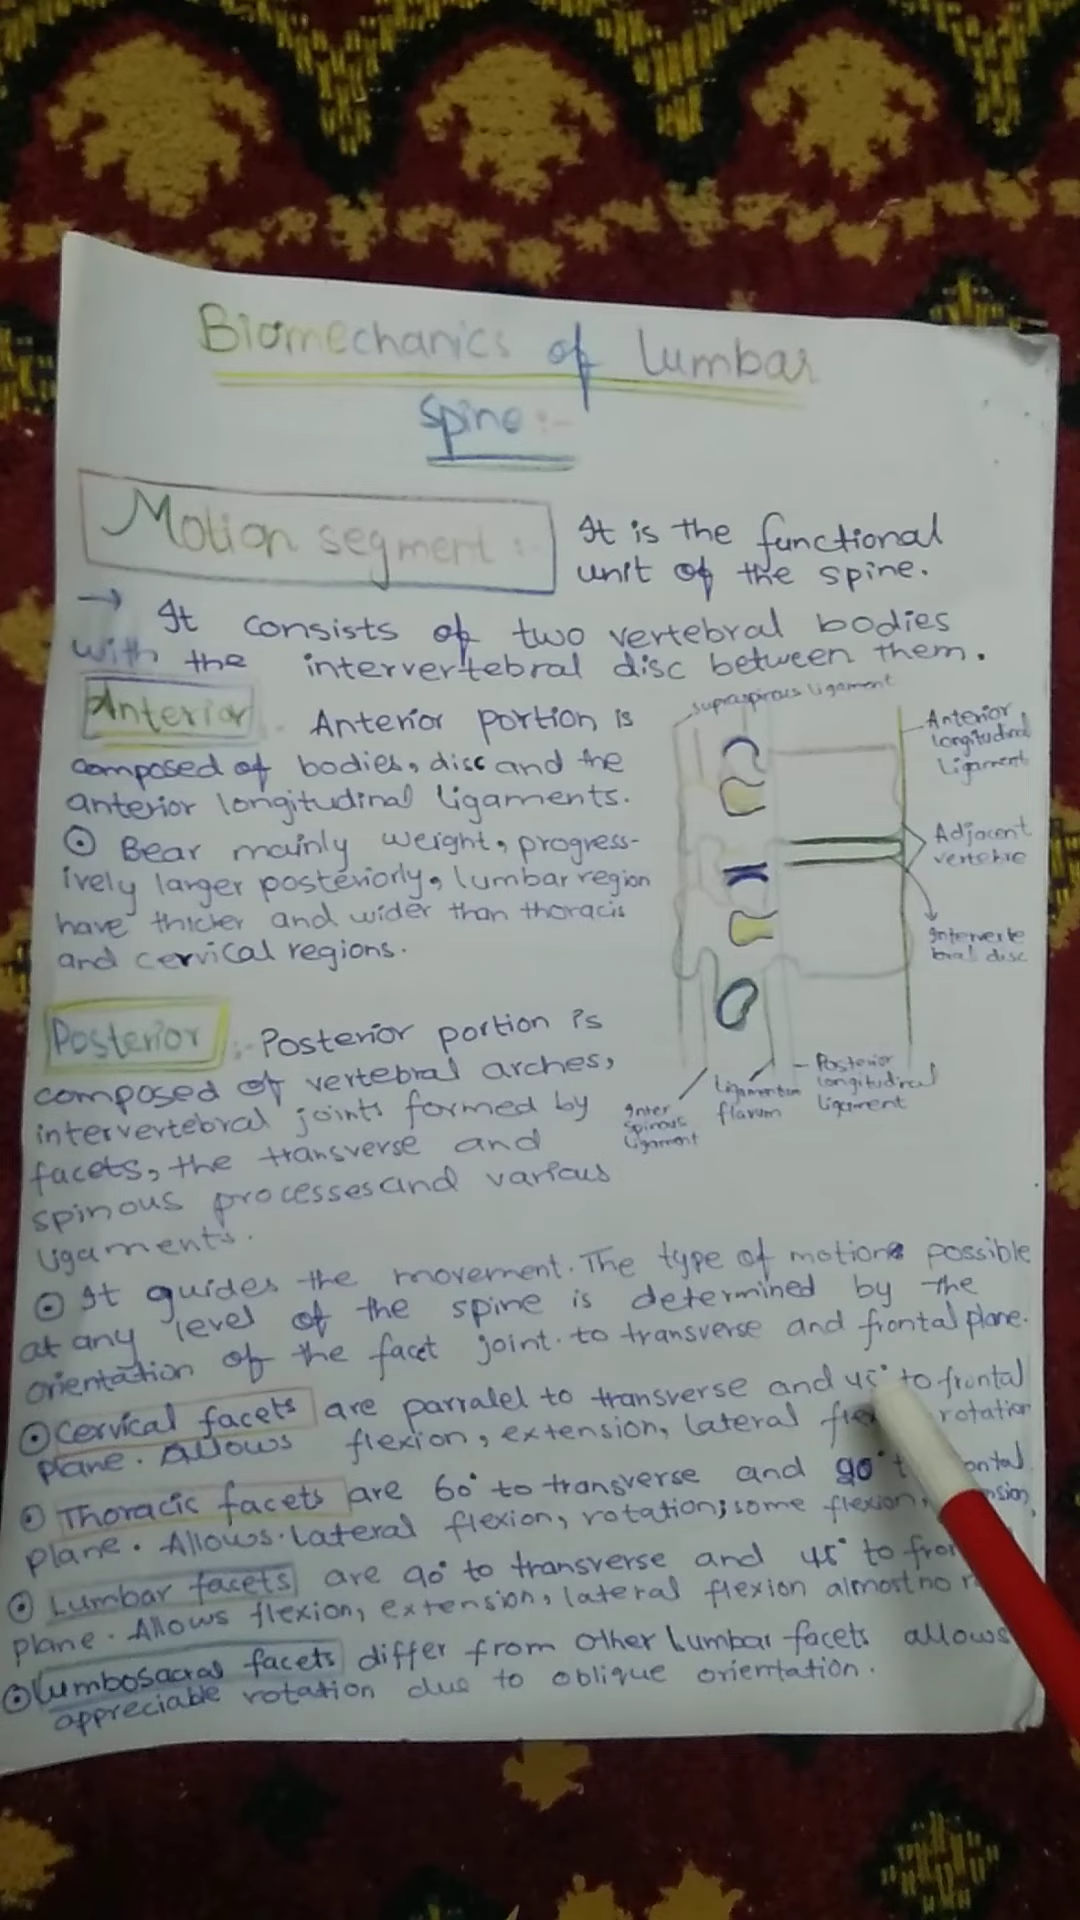 Biomechanics of lumbar
spine:-
Motion segment:-
It is the functional
unit of the spine.
→ It consists of two vertebral bodies
with the intervertebral disc between them.
Anterior :- Anterior portion is
composed of bodies, disc and the
anterior longitudinal ligaments.
⊙ Bear mainly weight, progress-
ively larger posteriorly, lumbar region
have thicker and wider than thoracis
and cervical regions.
supraspinous ligament
Anterior
longitudinal
Ligament
Adjacent
vertebre
Interverte
bral disc
Posterior
longitudinal
ligament
Ligamentum
flavum
Inter
spinous
Ligament
Posterior :- Posterior portion is
composed of vertebral arches,
intervertebral joints formed by
facets, the transverse and
spinous processes and various
ligaments.
⊙ It guides the movement. The type of motion possible
at any level of the spine is determined by the
orientation of the facet joint to transverse and frontal plane.
⊙ Cervical facets are parralel to transverse and 45° to frontal
plane. Allows flexion, extension, lateral rotation
⊙ Thoracic facets are 60° to transverse and 90°
plane. Allows lateral flexion, rotation; some flexion,
⊙ Lumbar facets are 90° to transverse and 45° to
plane. Allows flexion, extension, lateral flexion almost no
⊙ Lumbosacral facets differ from other Lumbar facets allows
appreciable rotation due to oblique orientation.